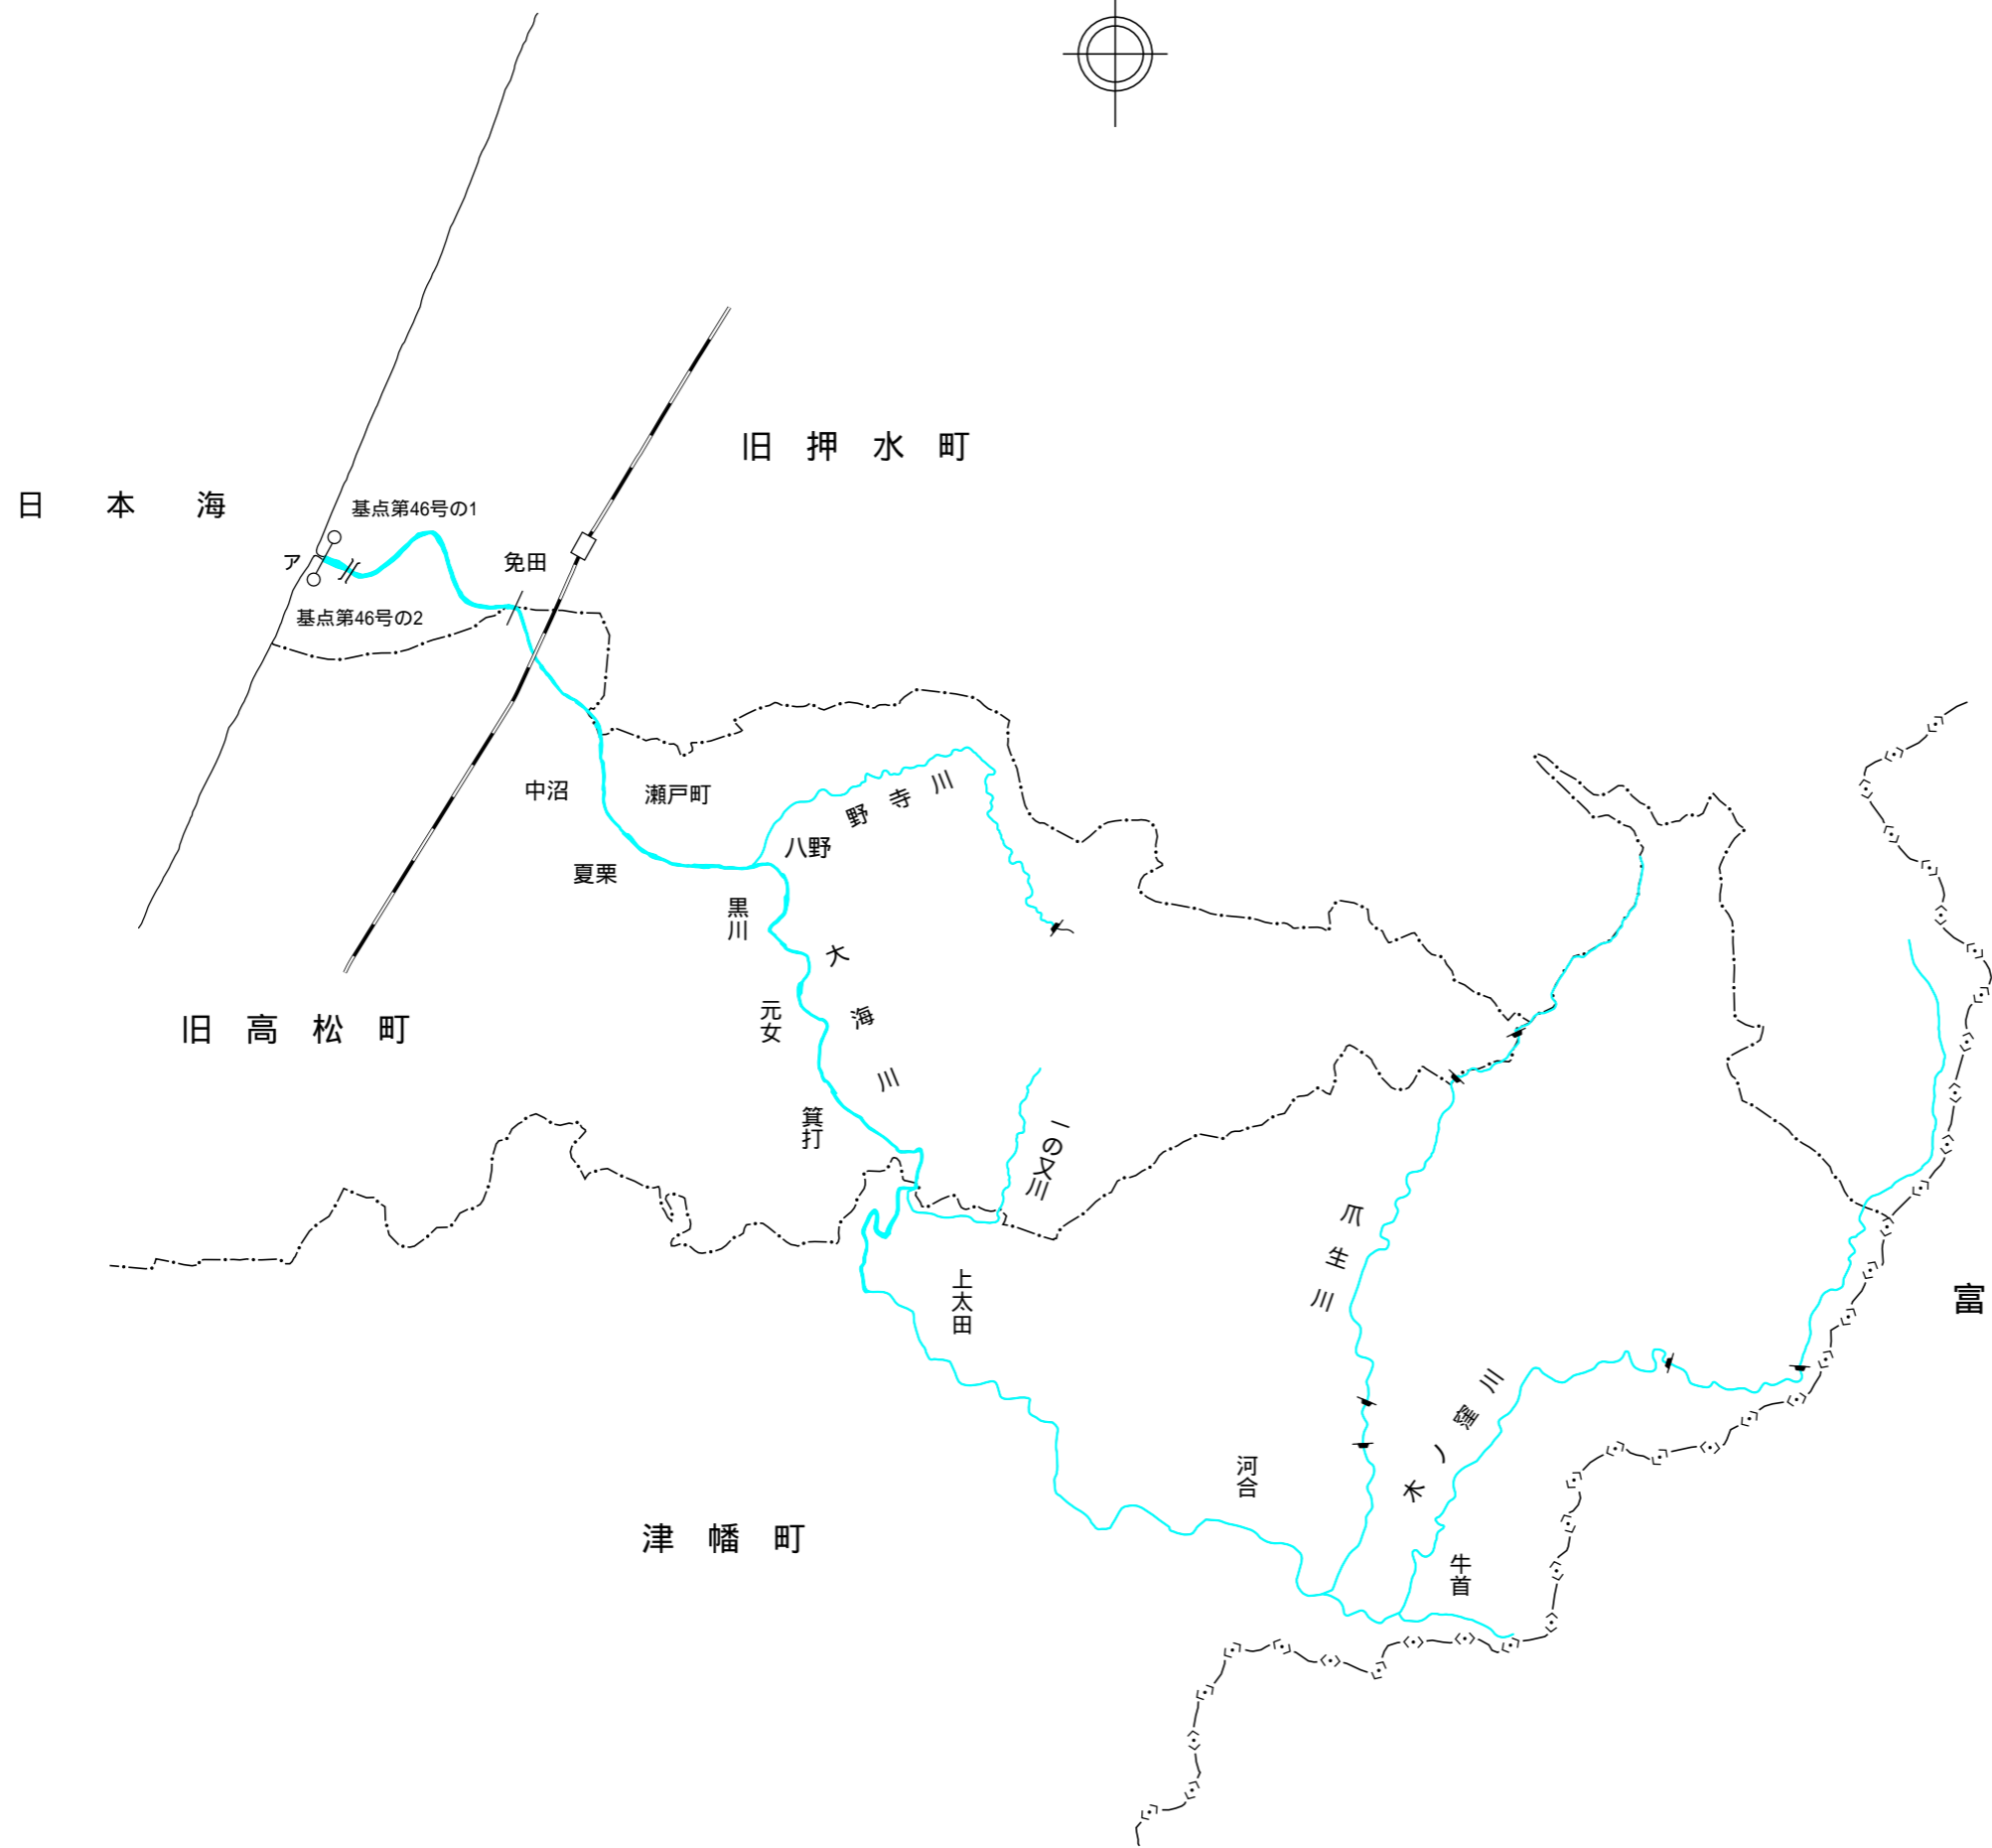 旧押水町
日本海
基点第46号の1
ア
免田
基点第46号の2
中沼
瀬戸町
八野
野寺川
夏栗
黒川
大海川
元女
旧高松町
箕打
一の又川
爪生川
上太田
富
木ノ窪川
河合
津幡町
牛首